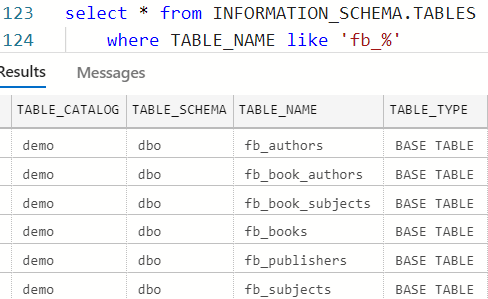 123 select * from INFORMATION_SCHEMA.TABLES
124 where TABLE_NAME like 'fb_%'
Results Messages
TABLE_CATALOG TABLE_SCHEMA TABLE_NAME TABLE_TYPE
demo dbo fb_authors BASE TABLE
demo dbo fb_book_authors BASE TABLE
demo dbo fb_book_subjects BASE TABLE
demo dbo fb_books BASE TABLE
demo dbo fb_publishers BASE TABLE
demo dbo fb_subjects BASE TABLE